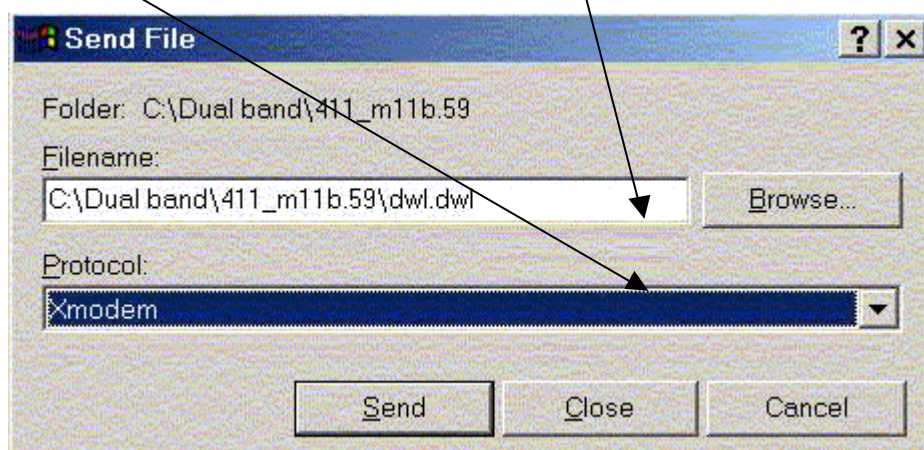 Send File
Folder: C:\Dual band\411_m11b.59
Filename:
C:\Dual band\411_m11b.59\dwl.dwl
Browse...
Protocol:
Xmodem
Send Close Cancel